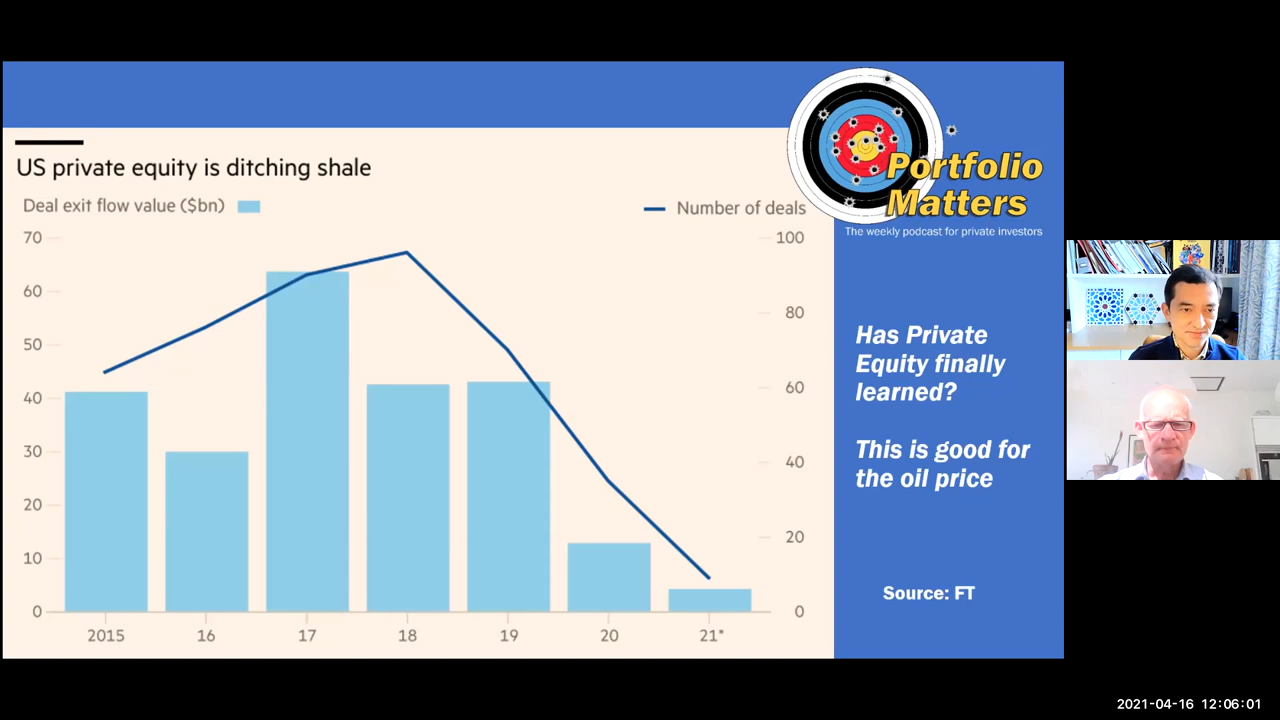 US private equity is ditching shale
Deal exit flow value ($bn)
Number of deals
70
60
50
40
30
20
10
0
100
80
60
40
20
0
2015
16
17
18
19
20
21*
Portfolio
Matters
The weekly podcast for private investors
Has Private
Equity finally
learned?
This is good for
the oil price
Source: FT
2021-04-16 12:06:01